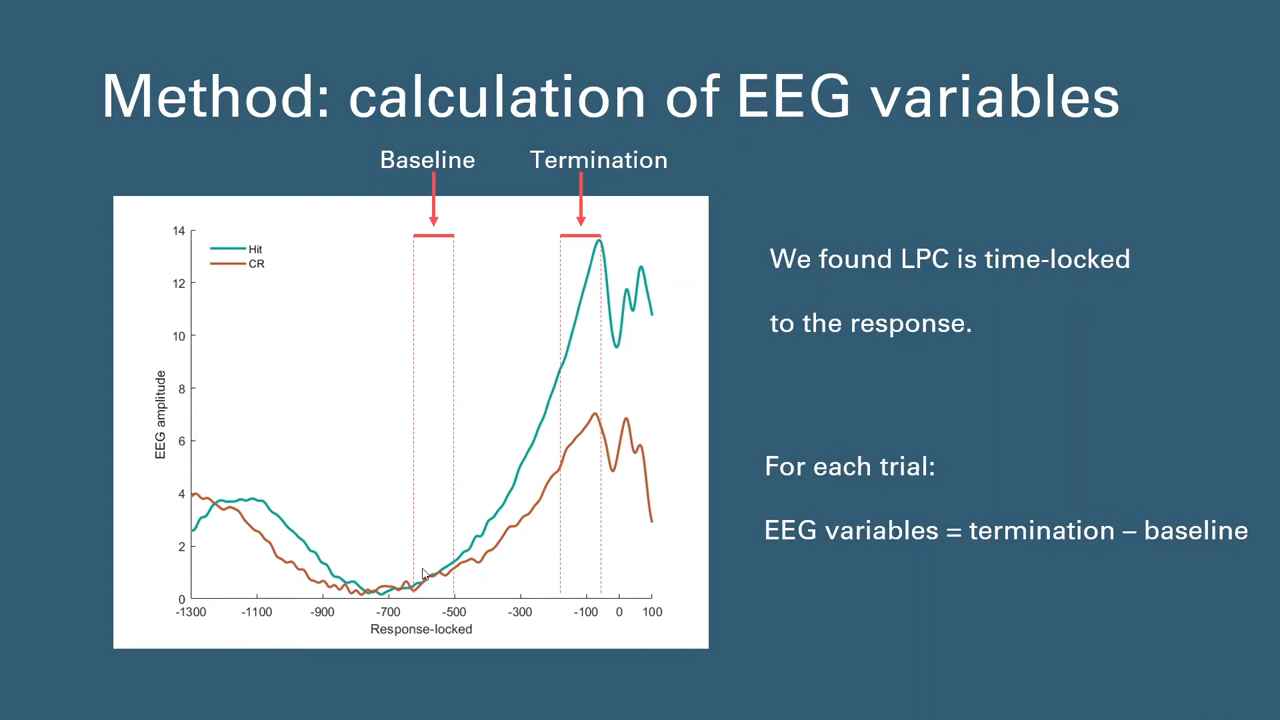 Method: calculation of EEG variables
Baseline
Termination
14
12
10
8
6
4
2
0
Hit
CR
EEG amplitude
-1300
-1100
-900
-700
-500
-300
-100
0
100
Response-locked
We found LPC is time-locked
to the response.
For each trial:
EEG variables = termination – baseline